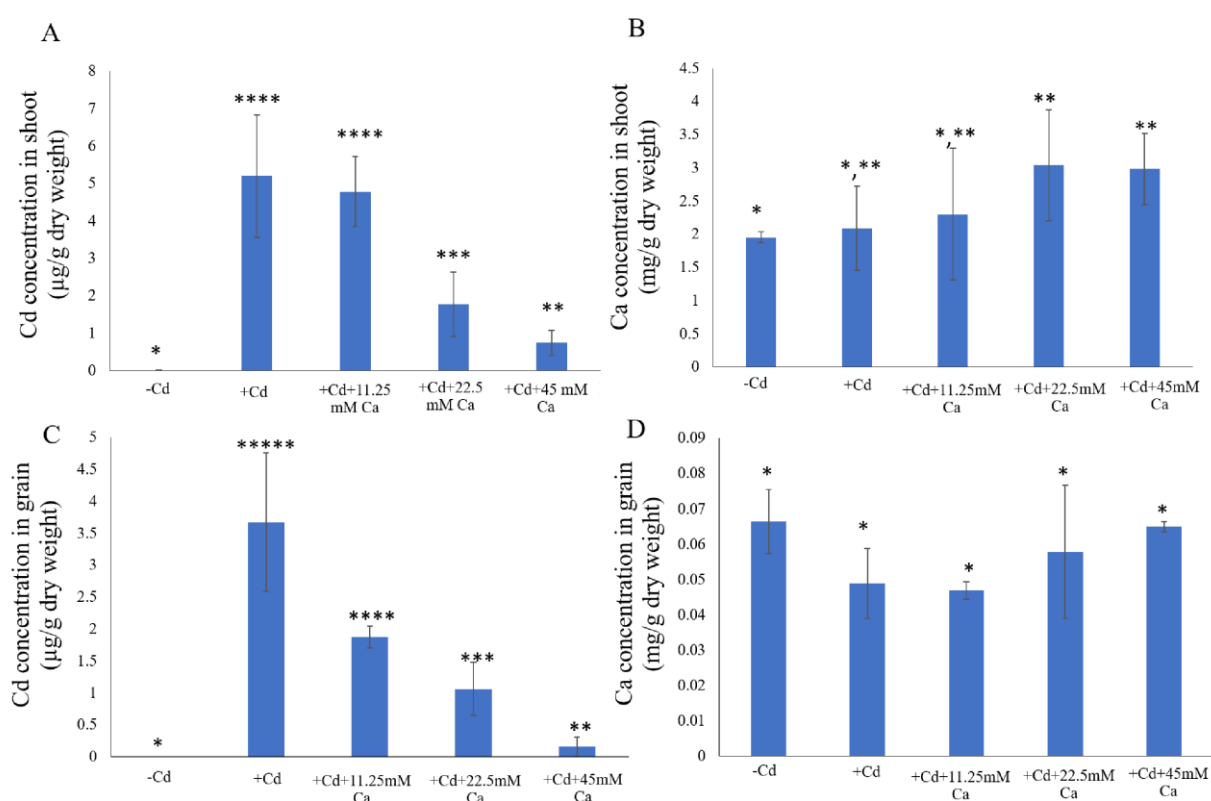 A
Cd concentration in shoot
(µg/g dry weight)
8
7
6
5
4
3
2
1
0
*
****
****
***
**
-Cd
+Cd
+Cd+11.25
mM Ca
+Cd+22.5
mM Ca
+Cd+45 mM
Ca
B
Ca concentration in shoot
(mg/g dry weight)
4.5
4
3.5
3
2.5
2
1.5
1
0.5
0
*
*,**
*,**
**
**
-Cd
+Cd
+Cd+11.25mM
Ca
+Cd+22.5mM
Ca
+Cd+45mM
Ca
C
Cd concentration in grain
(µg/g dry weight)
5
4.5
4
3.5
3
2.5
2
1.5
1
0.5
0
*
*****
****
***
**
-Cd
+Cd
+Cd+11.25mM
Ca
+Cd+22.5mM
Ca
+Cd+45mM
Ca
D
Ca concentration in grain
(mg/g dry weight)
0.09
0.08
0.07
0.06
0.05
0.04
0.03
0.02
0.01
0
*
*
*
*
*
-Cd
+Cd
+Cd+11.25mM
Ca
+Cd+22.5mM
Ca
+Cd+45mM
Ca